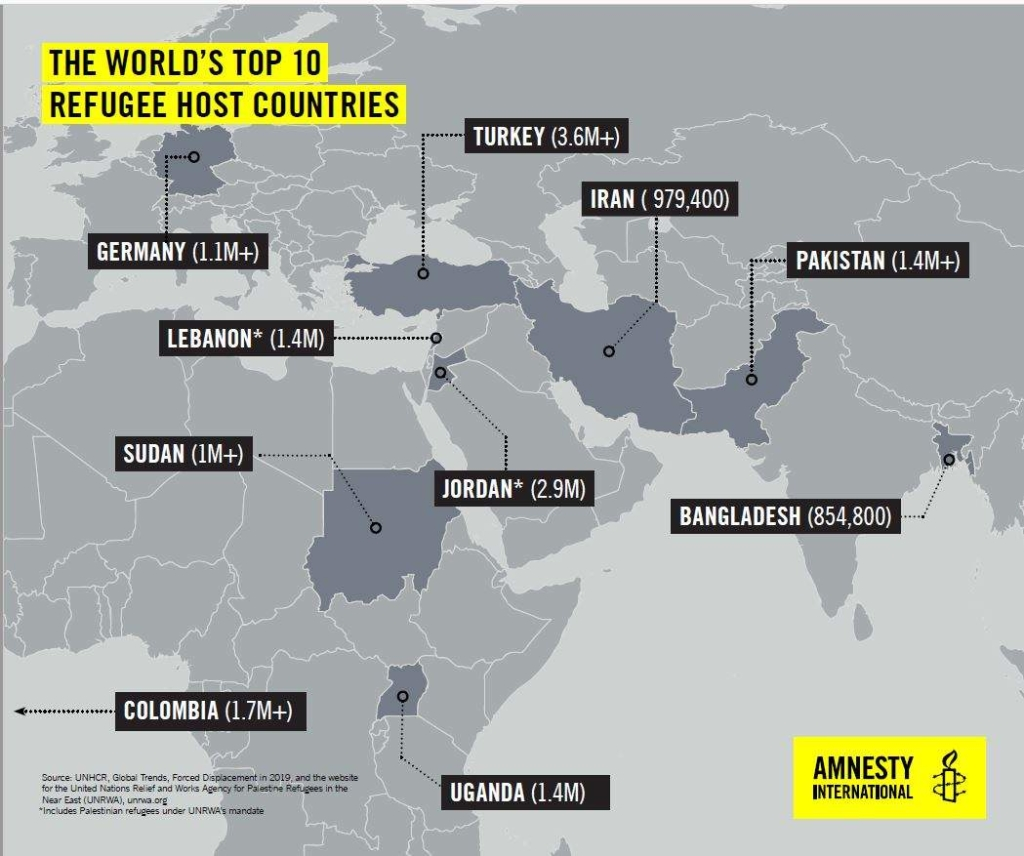 THE WORLD'S TOP 10
REFUGEE HOST COUNTRIES
TURKEY (3.6M+)
IRAN ( 979,400)
GERMANY (1.1M+)
PAKISTAN (1.4M+)
LEBANON* (1.4M)
SUDAN (1M+)
JORDAN* (2.9M)
BANGLADESH (854,800)
COLOMBIA (1.7M+)
UGANDA (1.4M)
Source: UNHCR, Global Trends, Forced Displacement in 2019, and the website
for the United Nations Relief and Works Agency for Palestine Refugees in the
Near East (UNRWA), unrwa.org
*Includes Palestinian refugees under UNRWA's mandate
AMNESTY
INTERNATIONAL